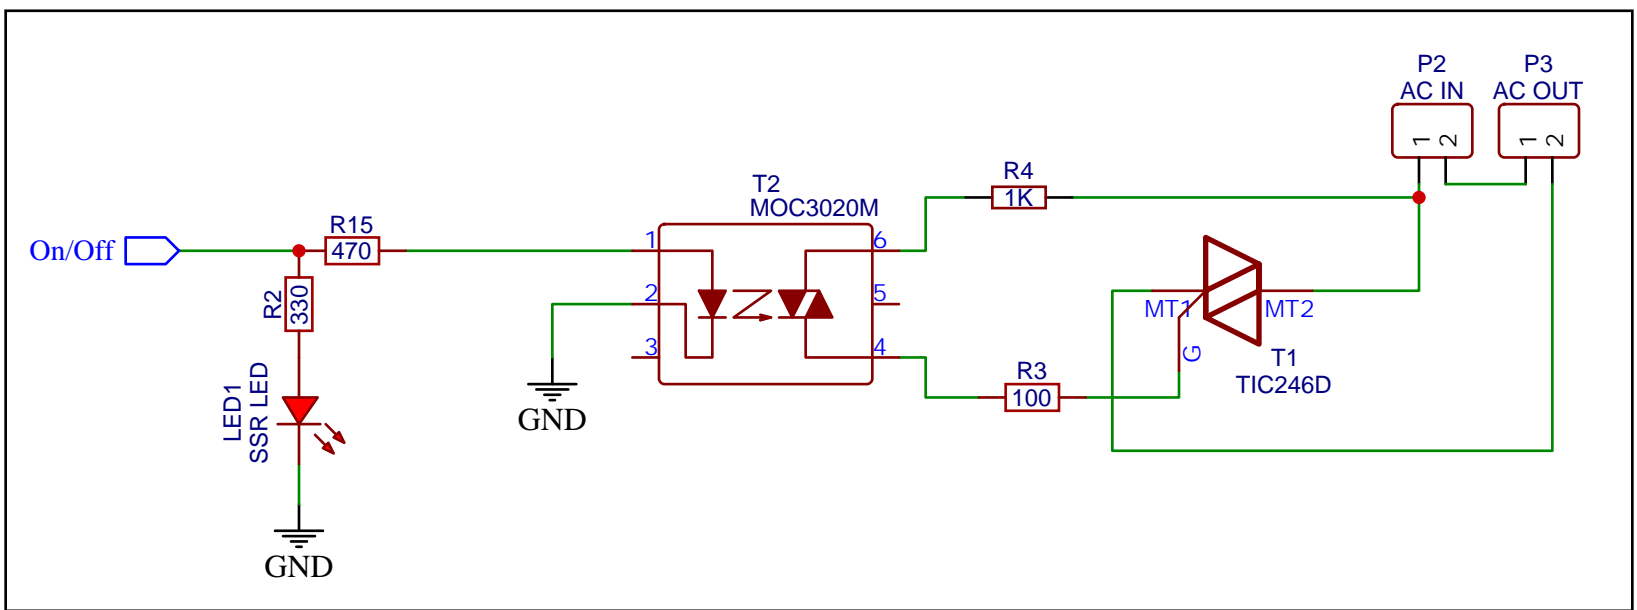 P2
AC IN
1
2
P3
AC OUT
1
2
R4
1K
T2
MOC3020M
On/Off
R15
470
1
2
3
6
5
4
R2
330
MT1
MT2
G
T1
TIC246D
R3
100
LED1
SSR LED
GND
GND